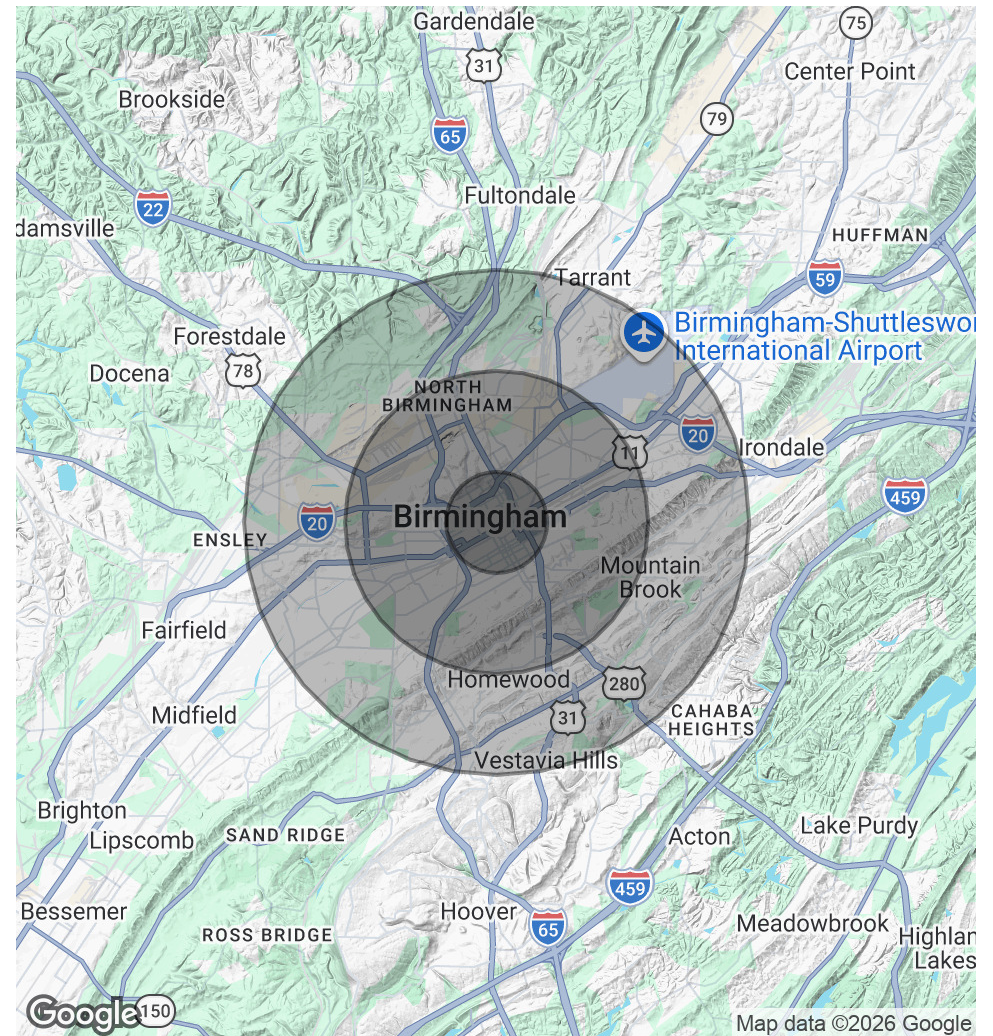 Gardendale
75
31
Center Point
Brookside
79
65
Fultondale
22
damsville
HUFFMAN
Tarrant
59
Birmingham-Shuttleswor
International Airport
Forestdale
78
Docena
NORTH
BIRMINGHAM
20
11
Irondale
459
Birmingham
20
ENSLEY
Mountain
Brook
Fairfield
Homewood
280
Midfield
31
CAHABA
HEIGHTS
Vestavia Hills
Brighton
Lipscomb
SAND RIDGE
Acton
Lake Purdy
459
Bessemer
Hoover
65
Meadowbrook
ROSS BRIDGE
Highlan
Lakes
Google
150
Map data ©2026 Google